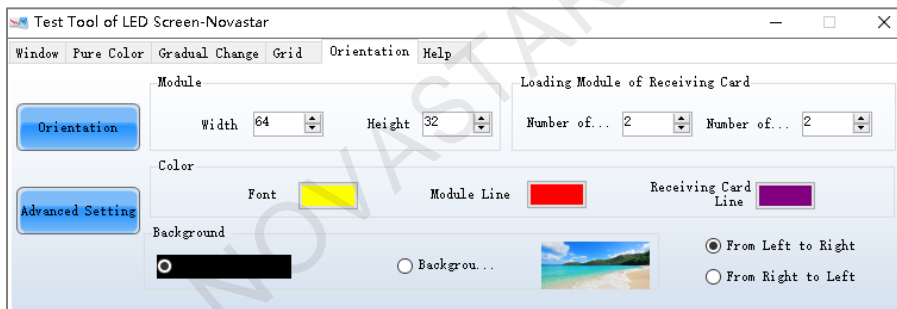 Test Tool of LED Screen-Novastar
Window Pure Color Gradual Change Grid Orientation Help
Module
Loading Module of Receiving Card
Orientation
Width 64 Height 32 Number of... 2 Number of... 2
Color
Font Module Line Receiving Card Line
Advanced Setting
Background
Backgrou... From Left to Right
From Right to Left
NOVASTAR